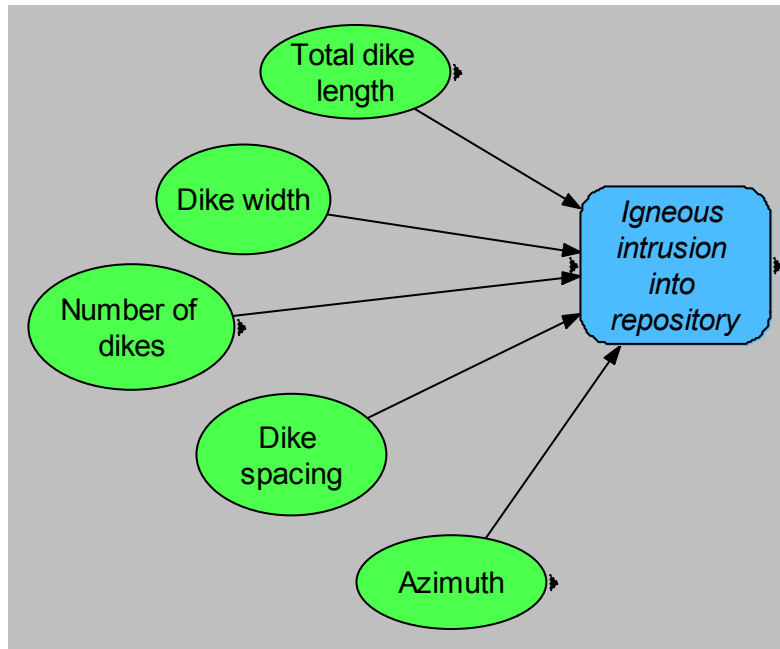 Total dike
length
Dike width
Number of
dikes
Dike
spacing
Azimuth
Igneous
intrusion
into
repository